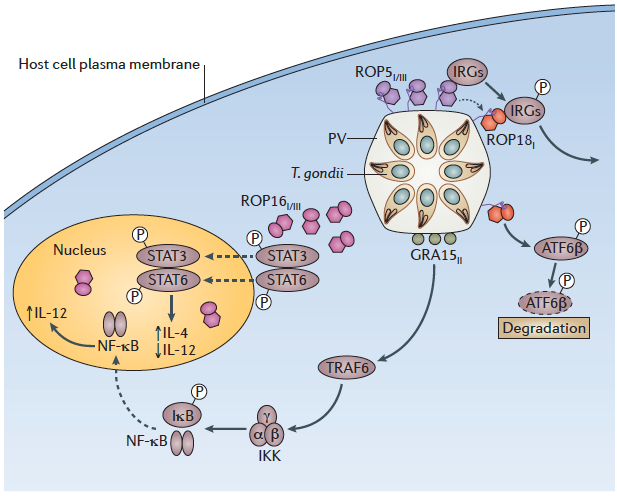 Host cell plasma membrane
ROP5I/III
IRGs
P
IRGs
ROP18I
PV
T. gondii
ROP16I/III
GRA15II
P
ATF6β
P
ATF6β
Degradation
Nucleus
P
STAT3
STAT6
P
P
STAT3
STAT6
P
↑IL-12
NF-κB
↑IL-4
↓IL-12
TRAF6
P
IκB
NF-κB
γ
α β
IKK